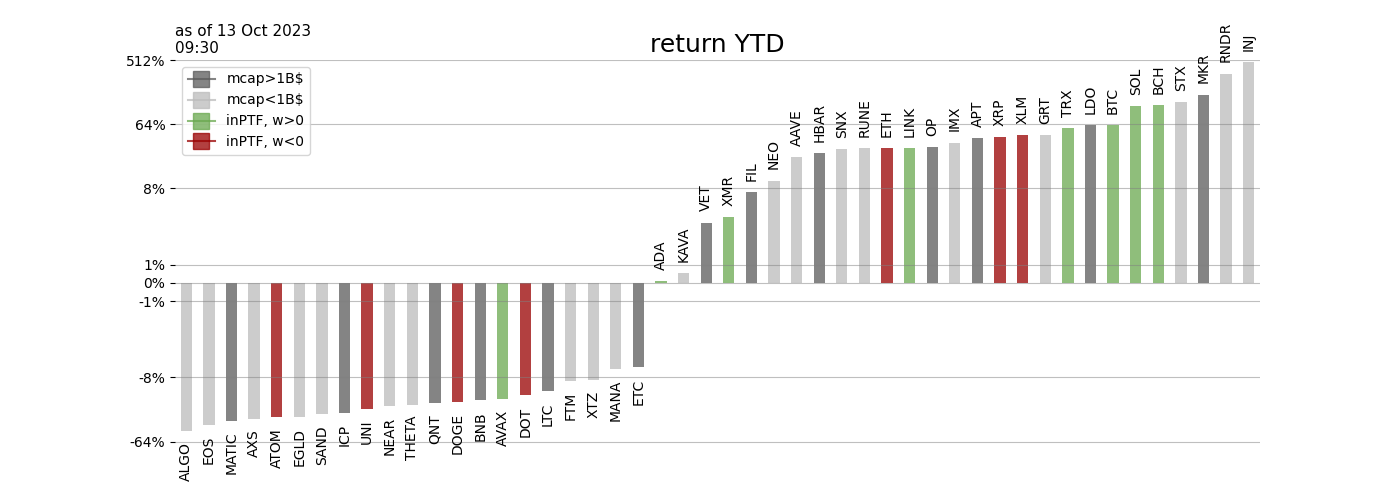 as of 13 Oct 2023
09:30
return YTD
512%
64%
8%
1%
0%
-1%
-8%
-64%
mcap>1B$
mcap<1B$
inPTF, w>0
inPTF, w<0
ALGO
EOS
MATIC
AXS
ATOM
EGLD
SAND
ICP
UNI
NEAR
THETA
QNT
DOGE
BNB
AVAX
DOT
LTC
FTM
XTZ
MANA
ETC
ADA
KAVA
VET
XMR
FIL
NEO
AAVE
HBAR
SNX
RUNE
ETH
LINK
OP
IMX
APT
XRP
XLM
GRT
TRX
LDO
BTC
SOL
BCH
STX
MKR
RNDR
INJ